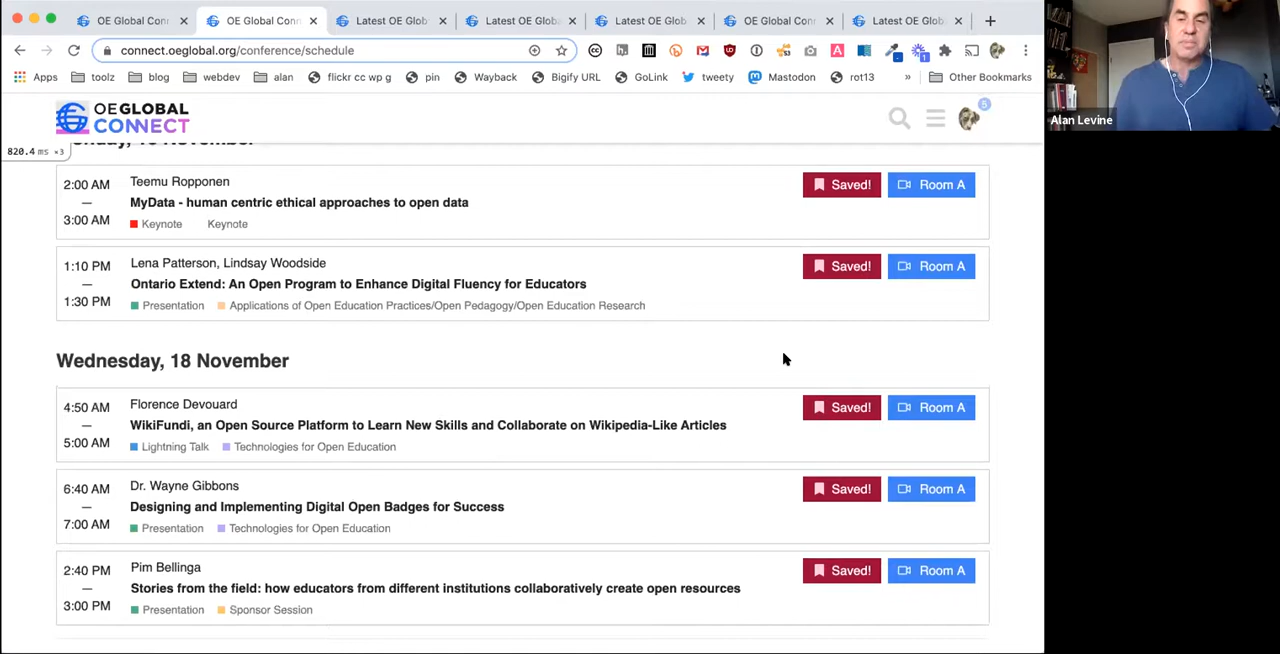 OE Global Conn
OE Global Conn
Latest OE Glob
Latest OE Glob
Latest OE Glob
OE Global Conn
Latest OE Glob
connect.oeglobal.org/conference/schedule
Apps toolz blog webdev alan flickr cc wp g pin Wayback Bigify URL GoLink tweety Mastodon rot13 » Other Bookmarks
OEGLOBAL
CONNECT
5
820.4 ms ×3
Alan Levine
November
2:00 AM
—
3:00 AM
Teemu Ropponen
MyData - human centric ethical approaches to open data
Keynote Keynote
Saved! Room A
1:10 PM
—
1:30 PM
Lena Patterson, Lindsay Woodside
Ontario Extend: An Open Program to Enhance Digital Fluency for Educators
Presentation Applications of Open Education Practices/Open Pedagogy/Open Education Research
Saved! Room A
Wednesday, 18 November
4:50 AM
—
5:00 AM
Florence Devouard
WikiFundi, an Open Source Platform to Learn New Skills and Collaborate on Wikipedia-Like Articles
Lightning Talk Technologies for Open Education
Saved! Room A
6:40 AM
—
7:00 AM
Dr. Wayne Gibbons
Designing and Implementing Digital Open Badges for Success
Presentation Technologies for Open Education
Saved! Room A
2:40 PM
—
3:00 PM
Pim Bellinga
Stories from the field: how educators from different institutions collaboratively create open resources
Presentation Sponsor Session
Saved! Room A